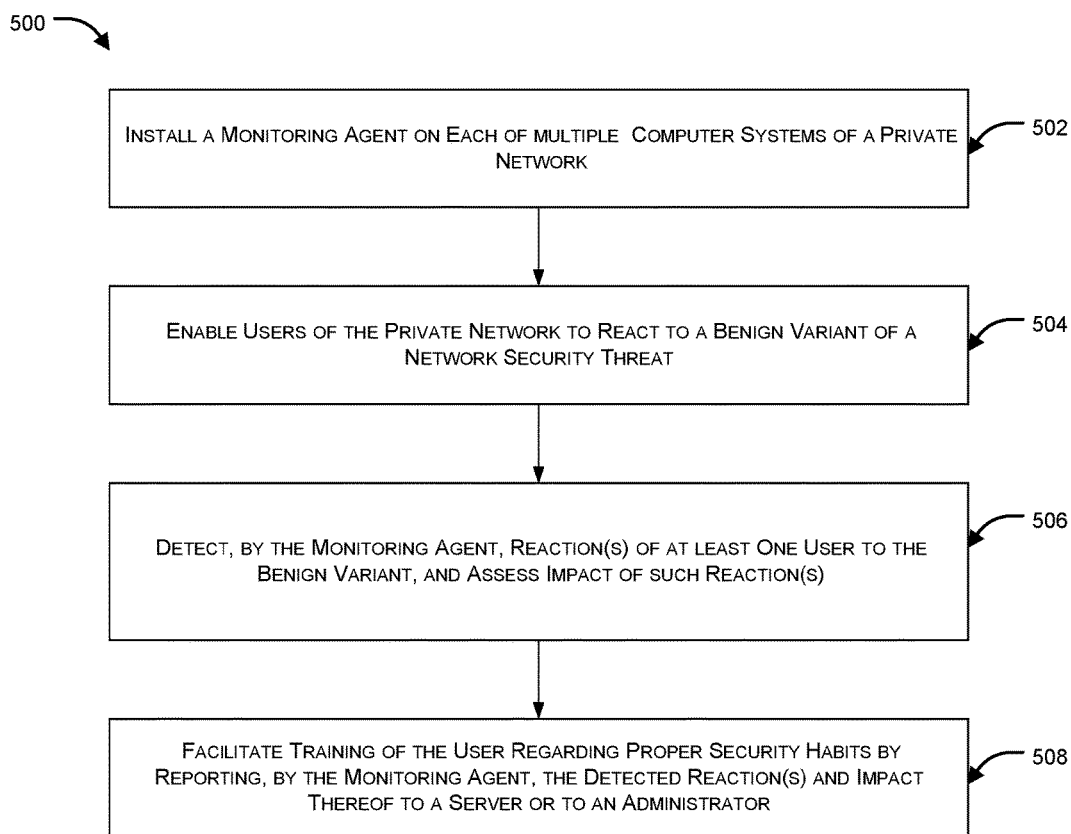 500
INSTALL A MONITORING AGENT ON EACH OF MULTIPLE COMPUTER SYSTEMS OF A PRIVATE
NETWORK
502
ENABLE USERS OF THE PRIVATE NETWORK TO REACT TO A BENIGN VARIANT OF A
NETWORK SECURITY THREAT
504
DETECT, BY THE MONITORING AGENT, REACTION(S) OF AT LEAST ONE USER TO THE
BENIGN VARIANT, AND ASSESS IMPACT OF SUCH REACTION(S)
506
FACILITATE TRAINING OF THE USER REGARDING PROPER SECURITY HABITS BY
REPORTING, BY THE MONITORING AGENT, THE DETECTED REACTION(S) AND IMPACT
THEREOF TO A SERVER OR TO AN ADMINISTRATOR
508